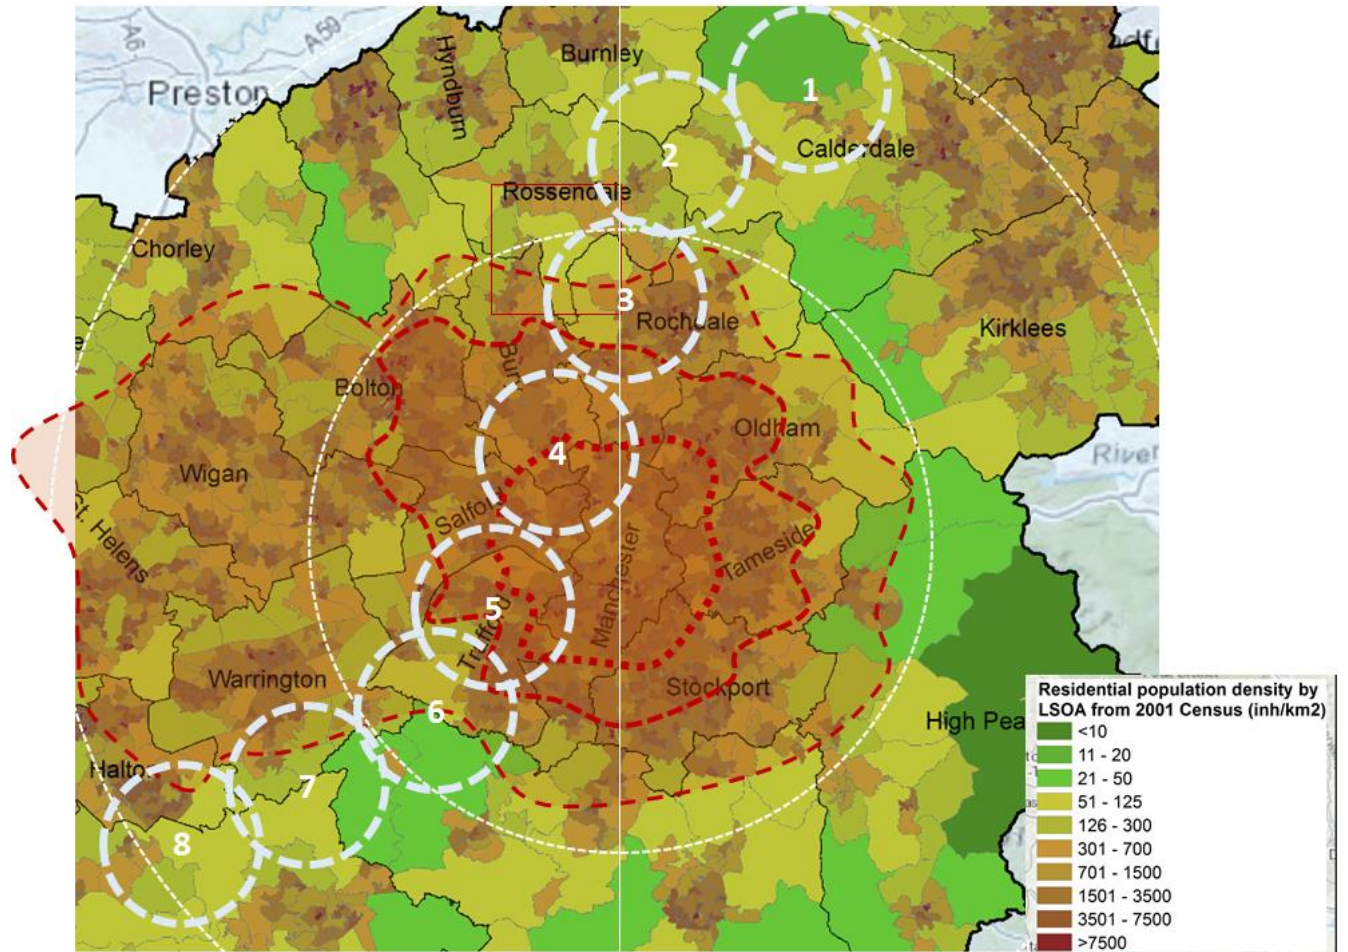 A6.
A59
Preston
Hyndburn
Burnley
1
2
Calderdale
Rossendale
Chorley
3
Rochdale
Kirklees
Bolton
Bur
Oldham
4
Wigan
River
Salford
St. Helens
Tameside
Manchester
5
Trafford
Warrington
Stockport
6
High Pea
Halto
7
8
Residential population density by
LSOA from 2001 Census (inh/km2)
<10
11 - 20
21 - 50
51 - 125
126 - 300
301 - 700
701 - 1500
1501 - 3500
3501 - 7500
>7500